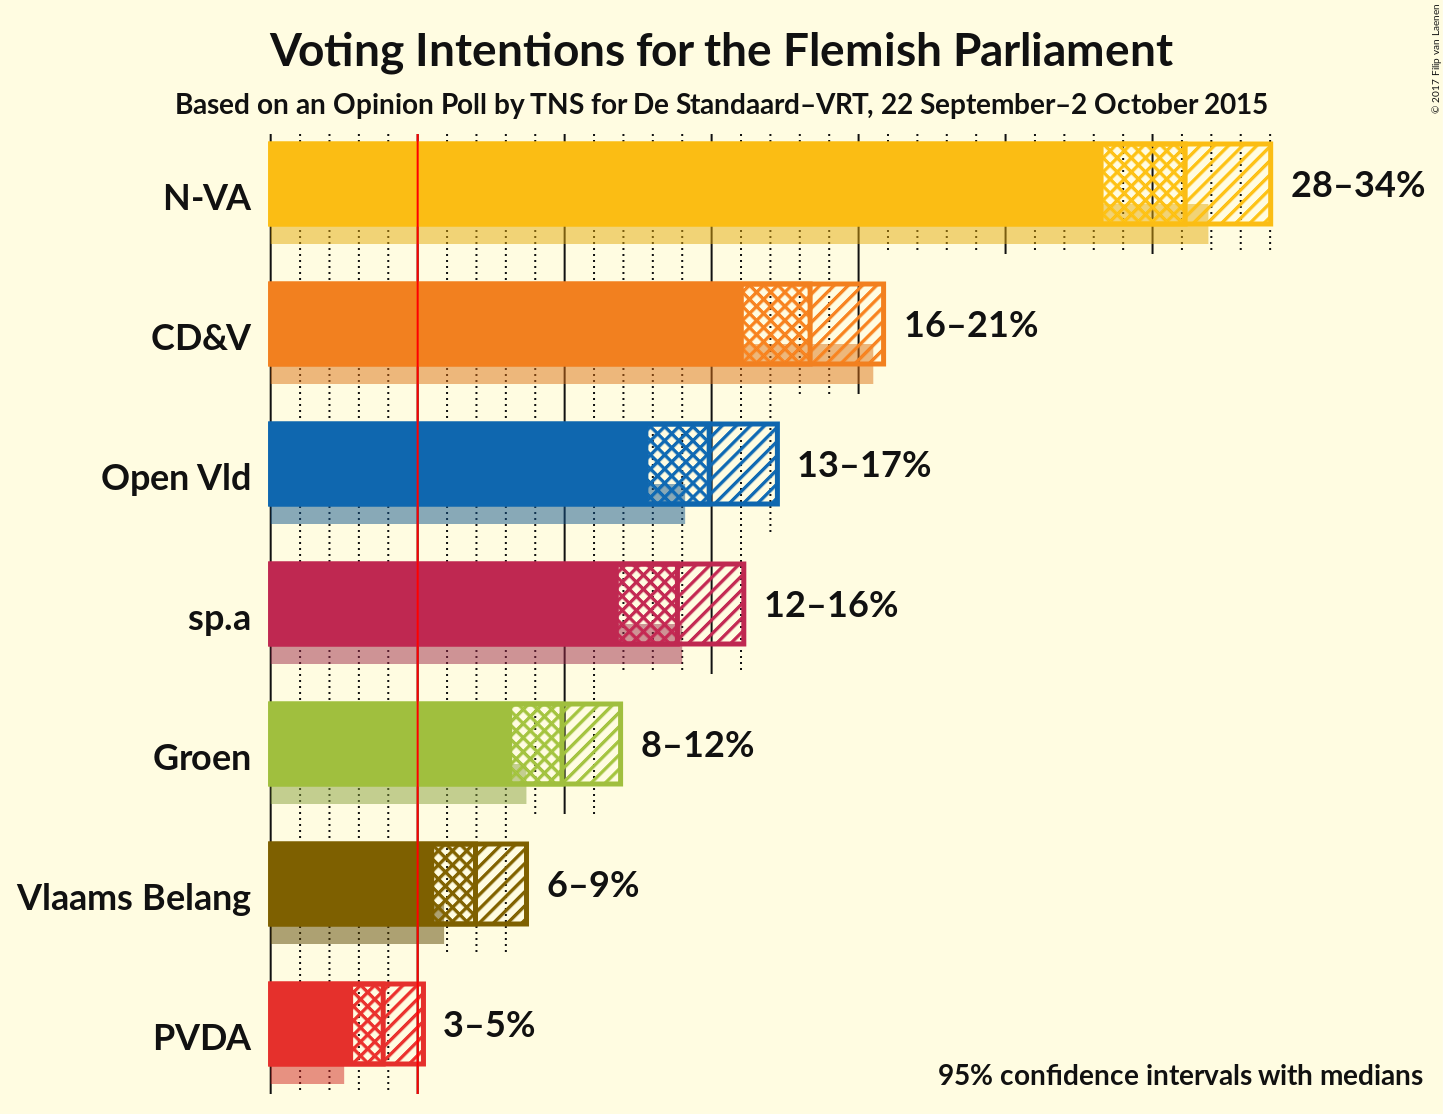 Voting Intentions for the Flemish Parliament
Based on an Opinion Poll by TNS for De Standaard–VRT, 22 September–2 October 2015
© 2017 Filip van Laenen
N-VA 28–34%
CD&V 16–21%
Open Vld 13–17%
sp.a 12–16%
Groen 8–12%
Vlaams Belang 6–9%
PVDA 3–5%
95% confidence intervals with medians